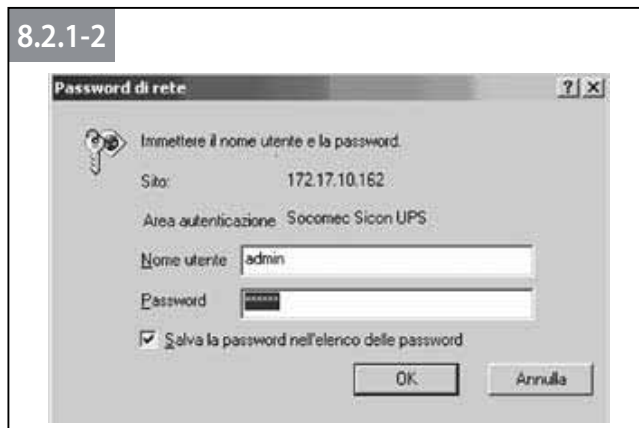 8.2.1-2
Password di rete
Immettere il nome utente e la password.
Sito: 172.17.10.162
Area autenticazione Socomec Sicon UPS
Nome utente admin
Password ******
Salva la password nell'elenco delle password
OK Annulla